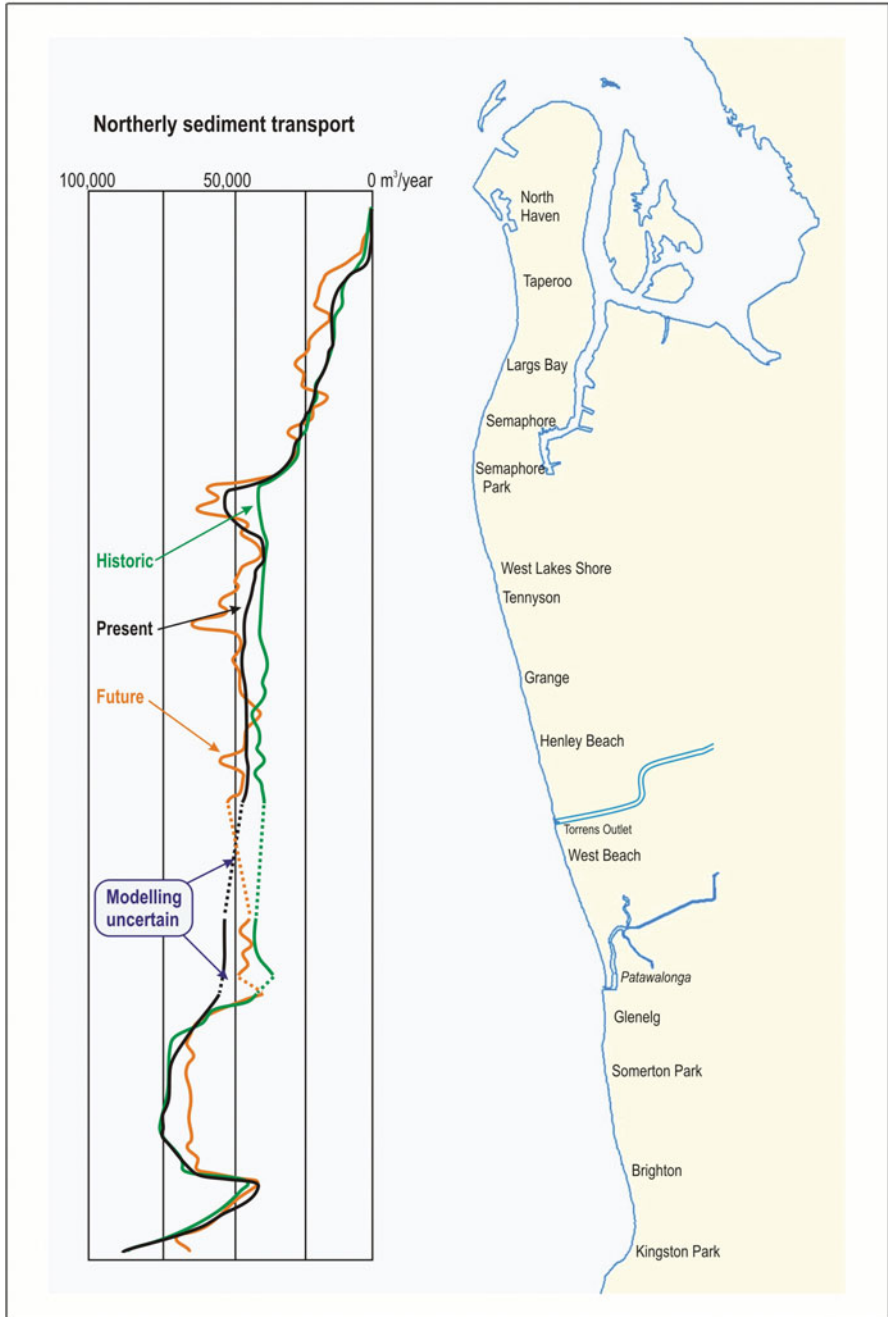 Northerly sediment transport
100,000
50,000
0 m³/year
Historic
Present
Future
Modelling
uncertain
North
Haven
Taperoo
Largs Bay
Semaphore
Semaphore
Park
West Lakes Shore
Tennyson
Grange
Henley Beach
Torrens Outlet
West Beach
Patawalonga
Glenelg
Somerton Park
Brighton
Kingston Park